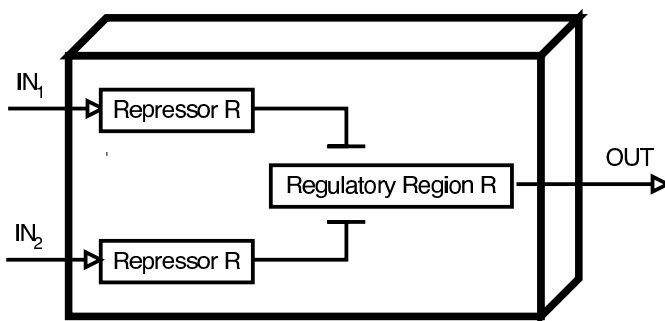 IN1
Repressor R
Regulatory Region R
OUT
IN2
Repressor R